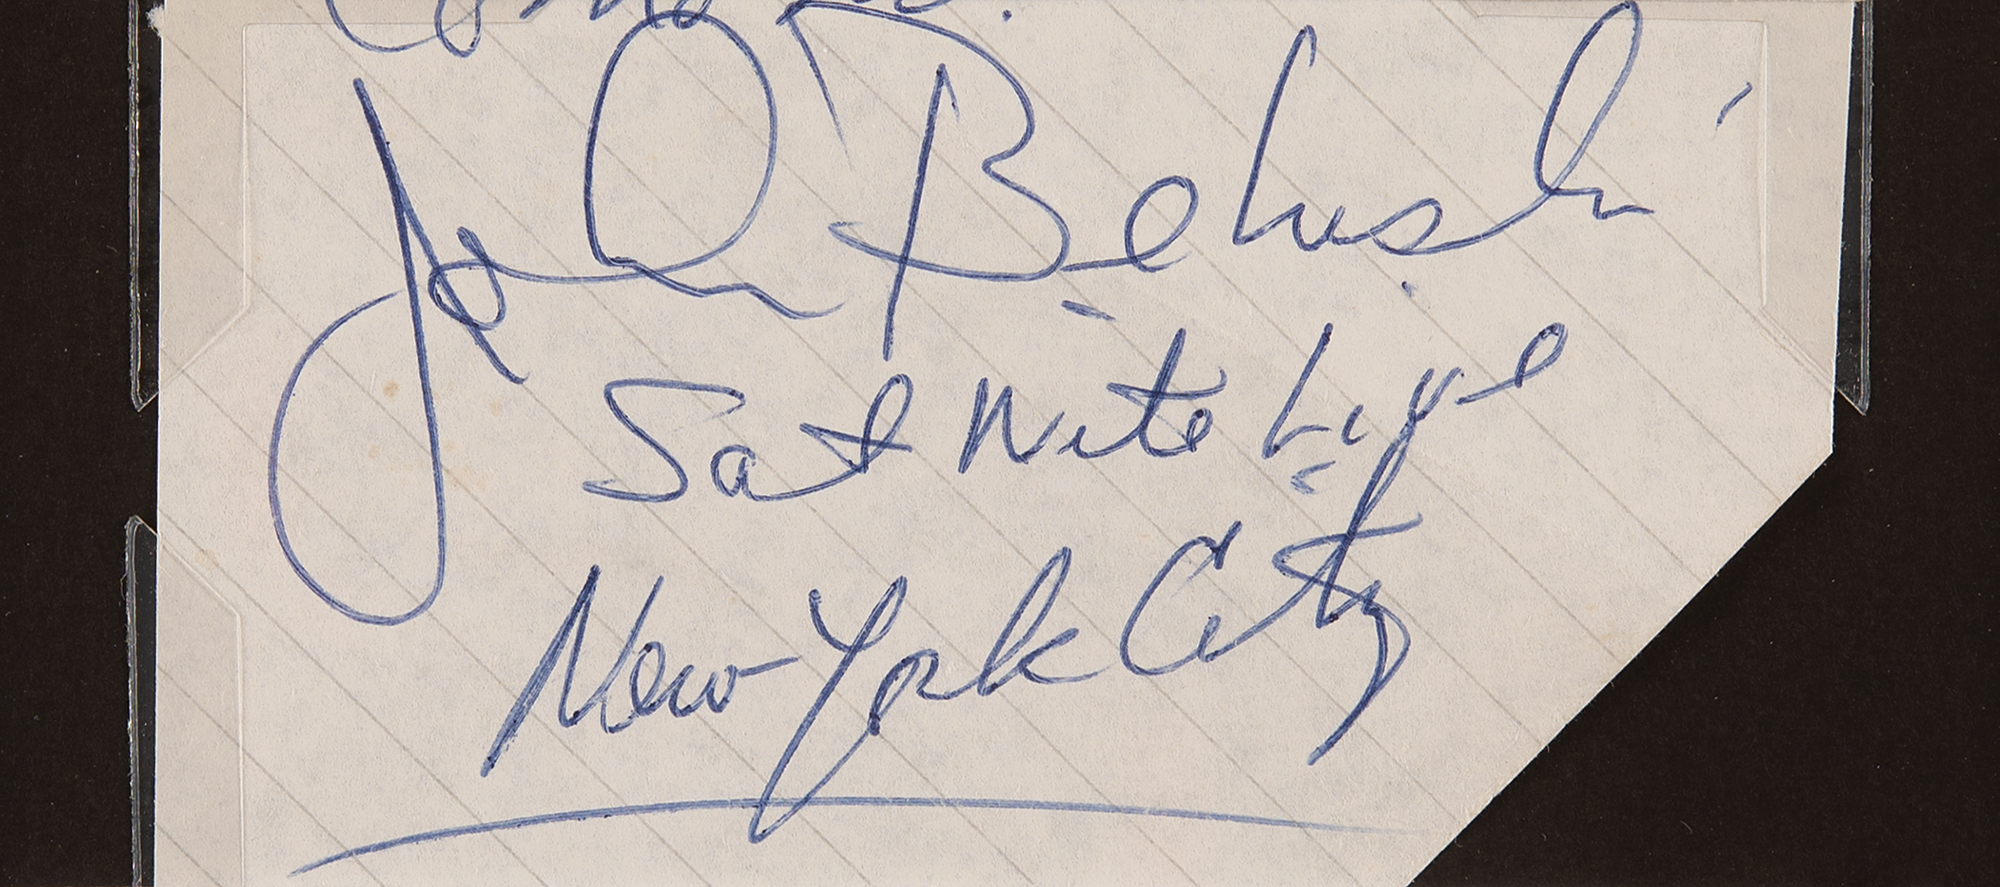 John Belushi
Sat Nite Live
New York City